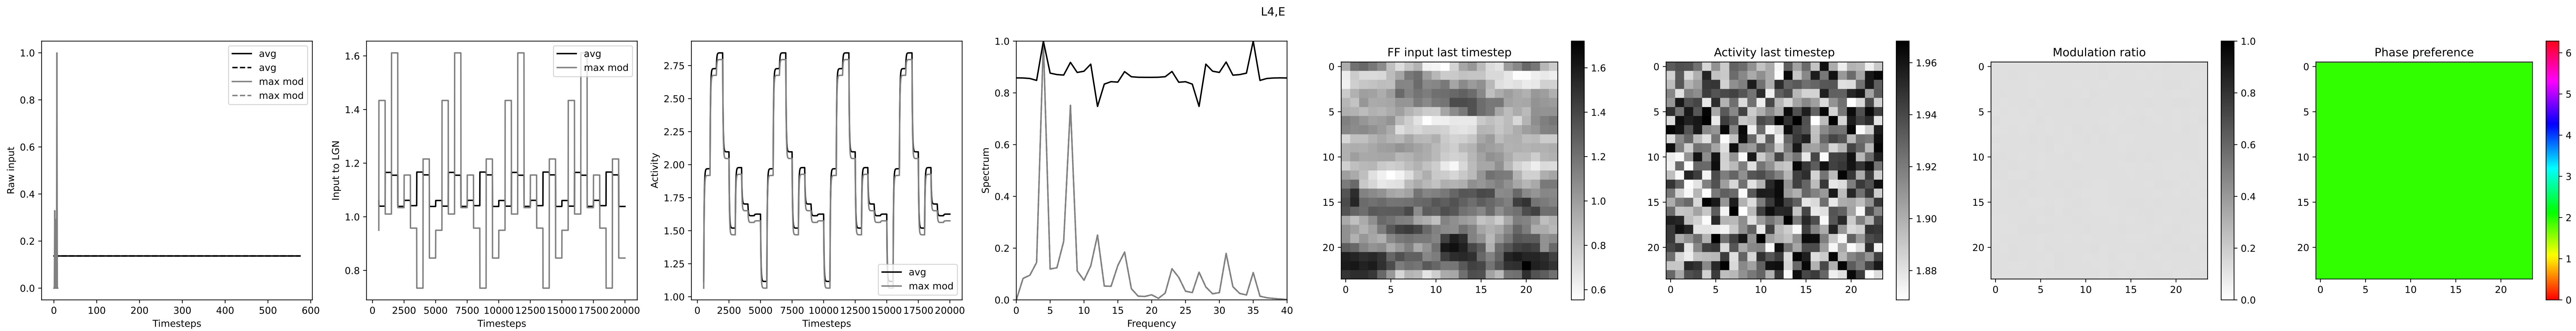 L4,E
Raw input
1.0
0.8
0.6
0.4
0.2
0.0
0 100 200 300 400 500 600
Timesteps
avg
avg
max mod
max mod
Input to LGN
1.6
1.4
1.2
1.0
0.8
0 2500 5000 7500 10000 12500 15000 17500 20000
Timesteps
avg
max mod
Activity
2.75
2.50
2.25
2.00
1.75
1.50
1.25
1.00
0 2500 5000 7500 10000 12500 15000 17500 20000
Timesteps
avg
max mod
Spectrum
1.0
0.8
0.6
0.4
0.2
0.0
0 5 10 15 20 25 30 35 40
Frequency
FF input last timestep
0
5
10
15
20
0 5 10 15 20
1.6
1.4
1.2
1.0
0.8
0.6
Activity last timestep
0
5
10
15
20
0 5 10 15 20
1.96
1.94
1.92
1.90
1.88
Modulation ratio
0
5
10
15
20
0 5 10 15 20
1.0
0.8
0.6
0.4
0.2
0.0
Phase preference
0
5
10
15
20
0 5 10 15 20
6
5
4
3
2
1
0